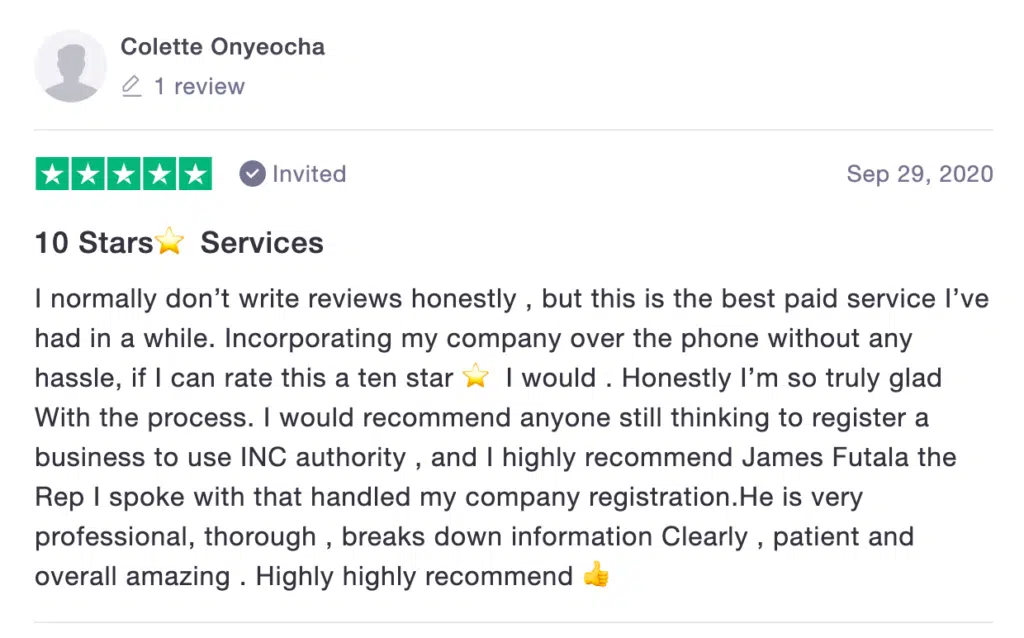 Colette Onyeocha
1 review
Invited
Sep 29, 2020
10 Stars⭐ Services
I normally don’t write reviews honestly , but this is the best paid service I’ve
had in a while. Incorporating my company over the phone without any
hassle, if I can rate this a ten star ⭐ I would . Honestly I’m so truly glad
With the process. I would recommend anyone still thinking to register a
business to use INC authority , and I highly recommend James Futala the
Rep I spoke with that handled my company registration.He is very
professional, thorough , breaks down information Clearly , patient and
overall amazing . Highly highly recommend 👍